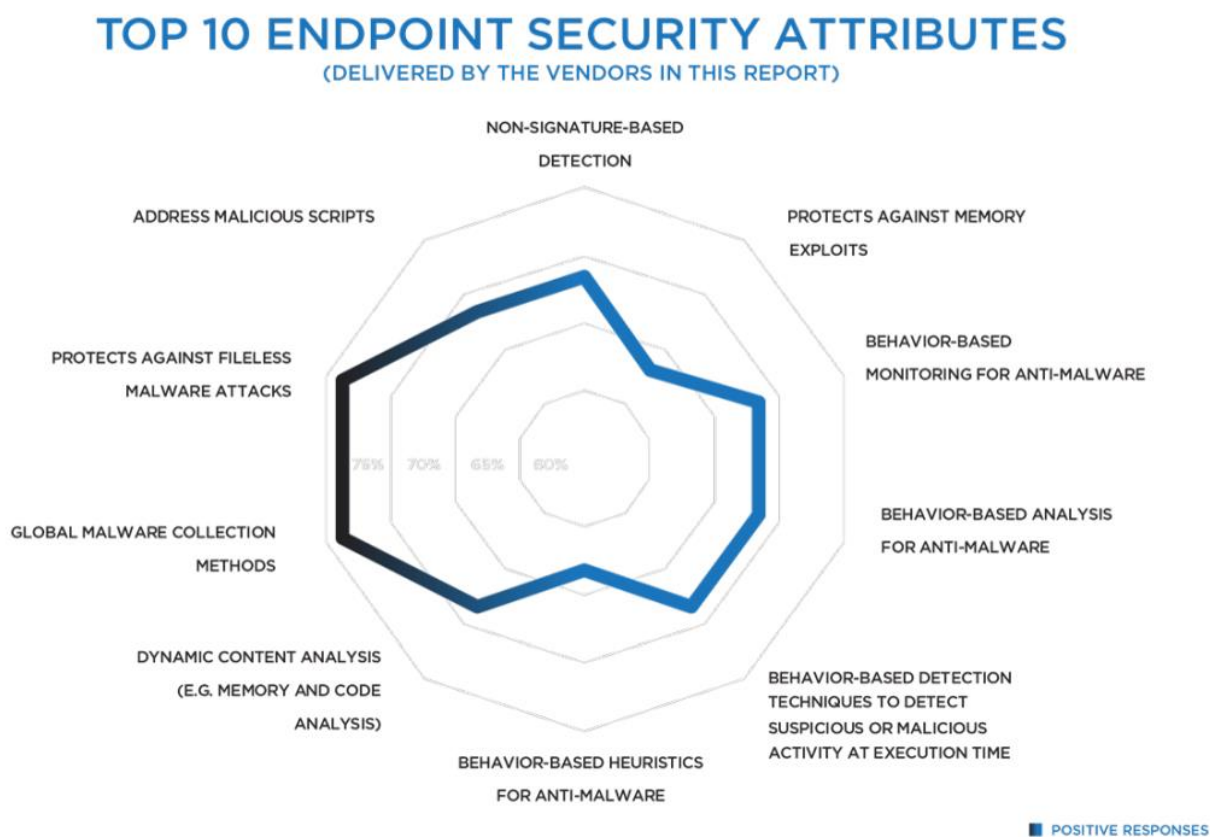 TOP 10 ENDPOINT SECURITY ATTRIBUTES
(DELIVERED BY THE VENDORS IN THIS REPORT)
NON-SIGNATURE-BASED
DETECTION
ADDRESS MALICIOUS SCRIPTS
PROTECTS AGAINST MEMORY
EXPLOITS
PROTECTS AGAINST FILELESS
MALWARE ATTACKS
BEHAVIOR-BASED
MONITORING FOR ANTI-MALWARE
75% 70% 65% 60%
GLOBAL MALWARE COLLECTION
METHODS
BEHAVIOR-BASED ANALYSIS
FOR ANTI-MALWARE
DYNAMIC CONTENT ANALYSIS
(E.G. MEMORY AND CODE
ANALYSIS)
BEHAVIOR-BASED DETECTION
TECHNIQUES TO DETECT
SUSPICIOUS OR MALICIOUS
ACTIVITY AT EXECUTION TIME
BEHAVIOR-BASED HEURISTICS
FOR ANTI-MALWARE
POSITIVE RESPONSES